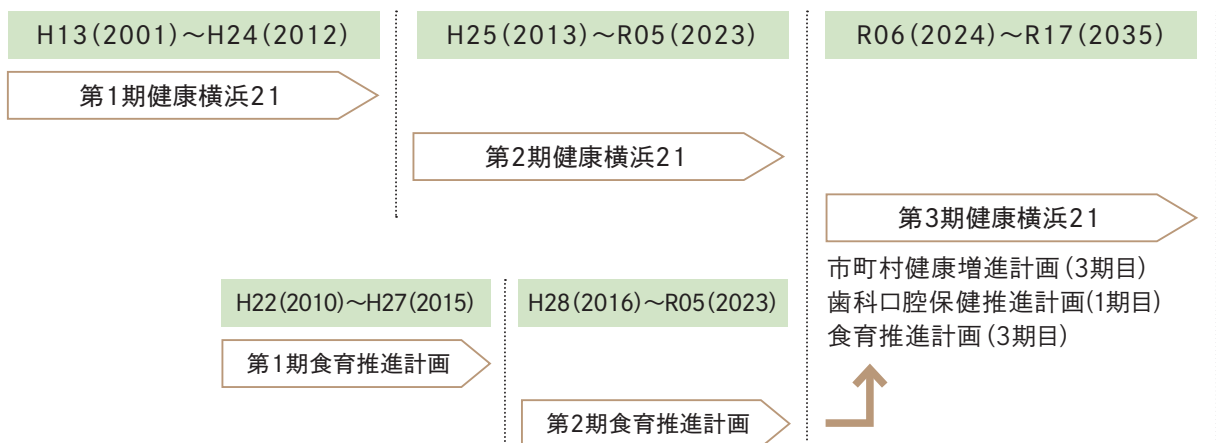 H13(2001)～H24(2012)
H25(2013)～R05(2023)
R06(2024)～R17(2035)
第1期健康横浜21
第2期健康横浜21
第3期健康横浜21
市町村健康増進計画(3期目)
歯科口腔保健推進計画(1期目)
食育推進計画(3期目)
H22(2010)～H27(2015)
H28(2016)～R05(2023)
第1期食育推進計画
第2期食育推進計画